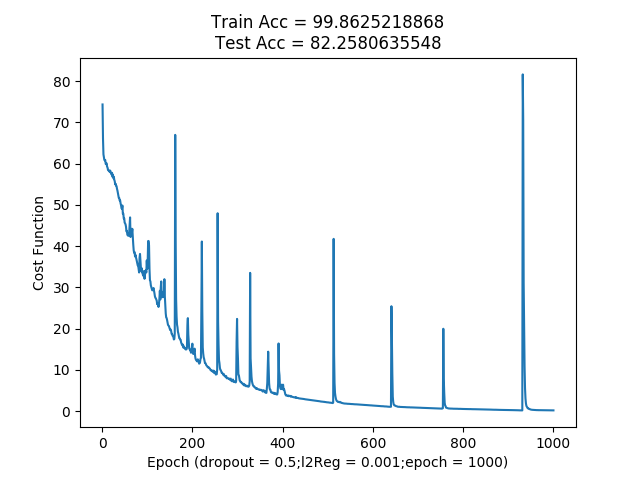 Train Acc = 99.8625218868
Test Acc = 82.2580635548
80
70
60
50
40
30
20
10
0
Cost Function
0 200 400 600 800 1000
Epoch (dropout = 0.5;l2Reg = 0.001;epoch = 1000)